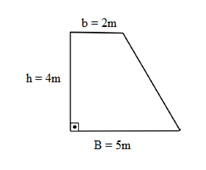 b = 2m
h = 4m
B = 5m